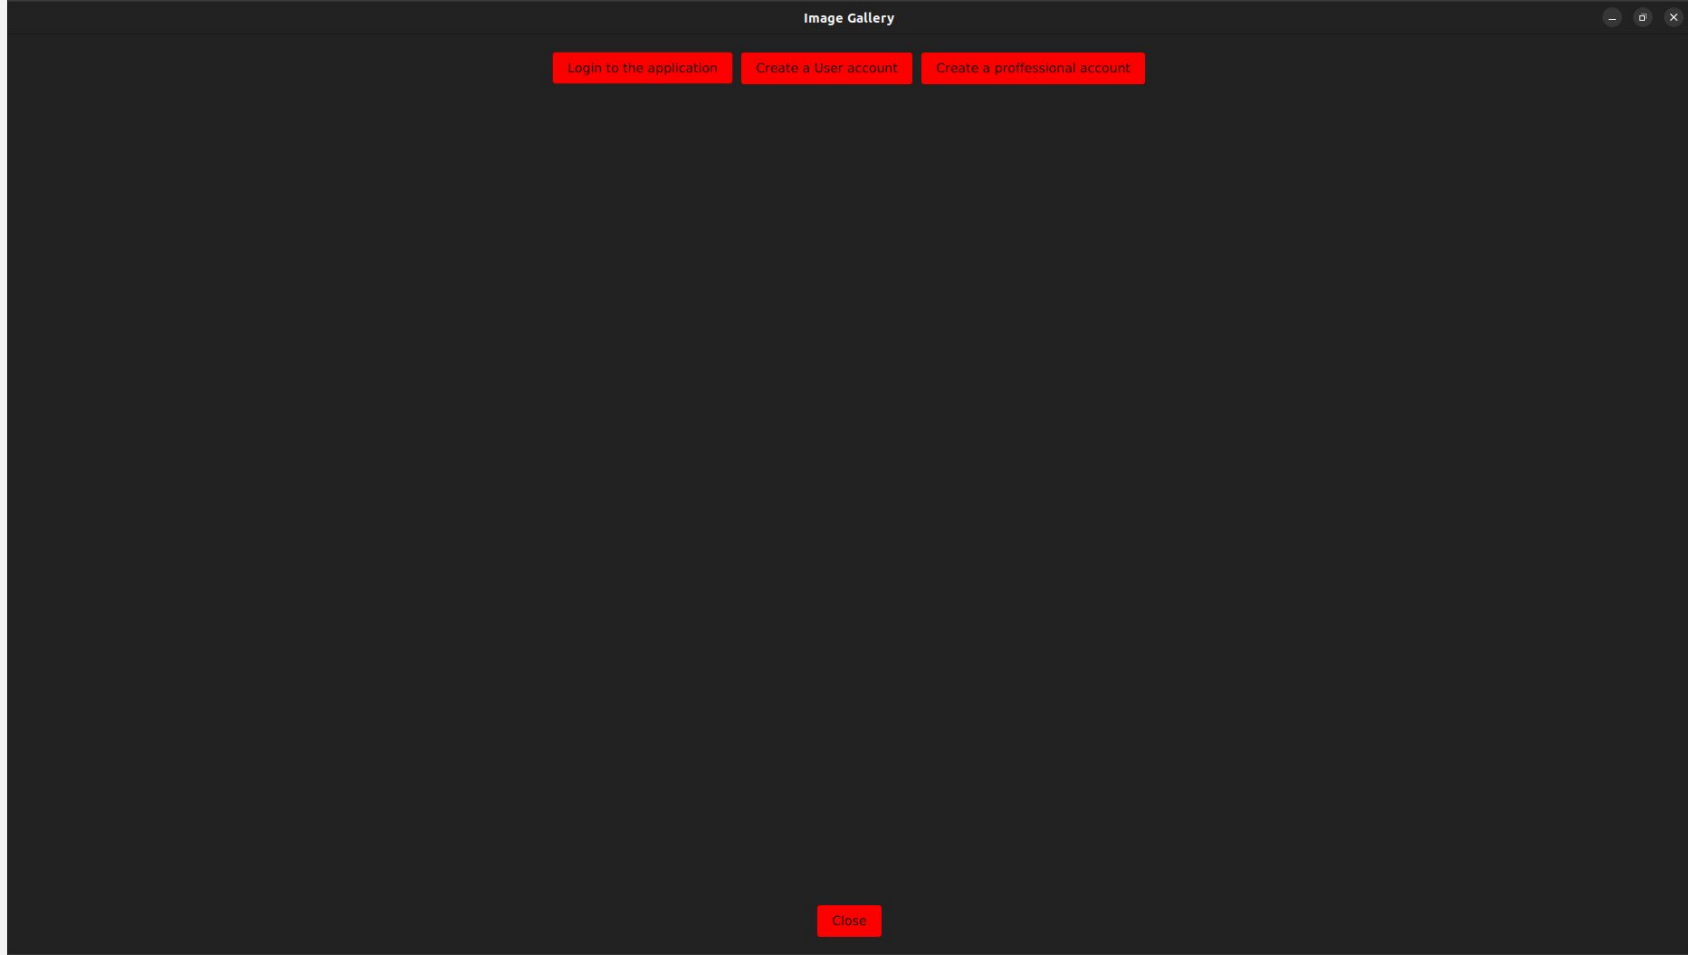 Image Gallery
Login to the application Create a User account Create a proffessional account
Close